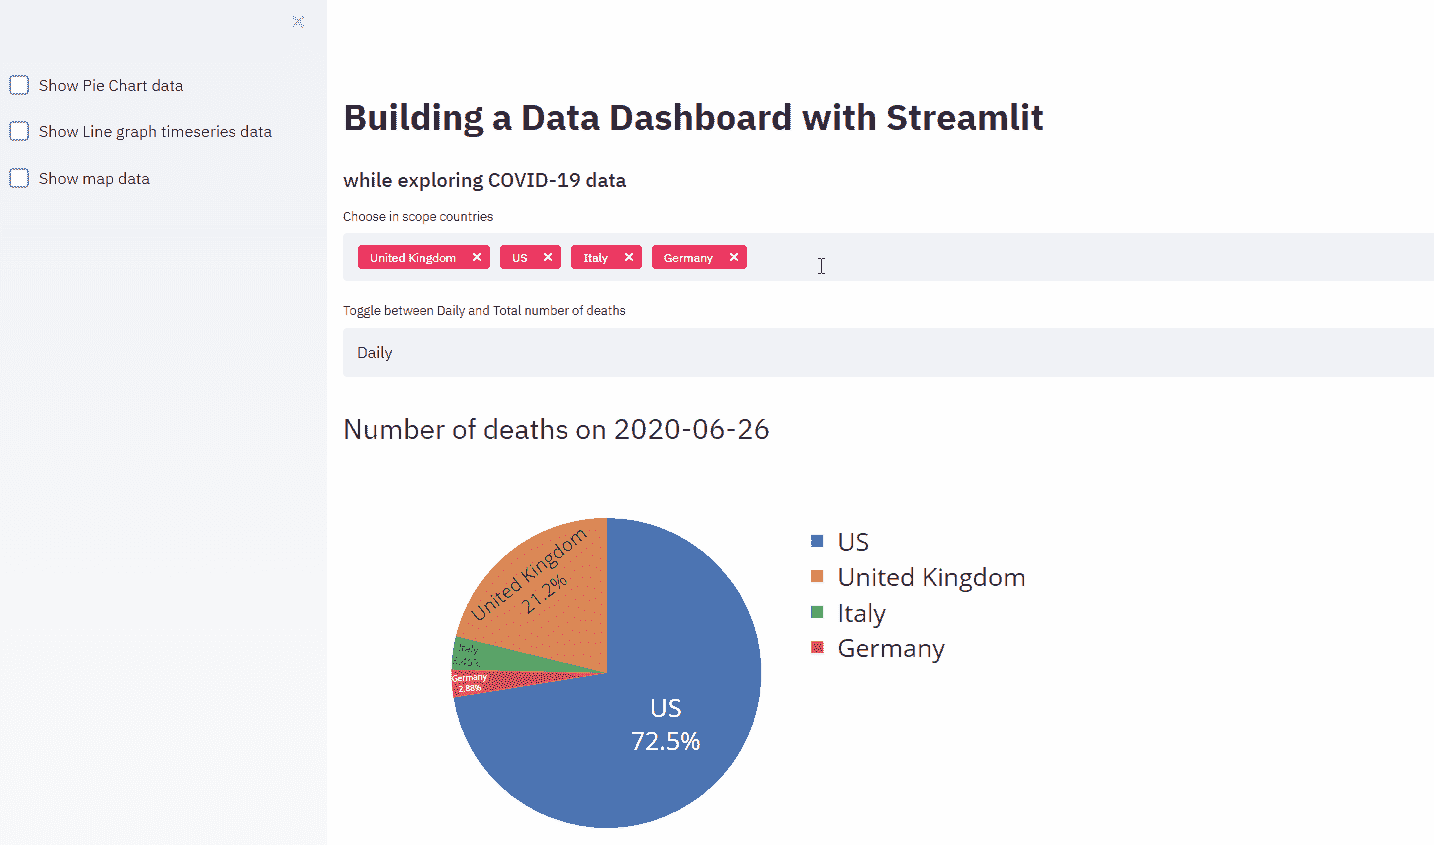 Show Pie Chart data
Show Line graph timeseries data
Show map data
Building a Data Dashboard with Streamlit
while exploring COVID-19 data
Choose in scope countries
United Kingdom US Italy Germany
Toggle between Daily and Total number of deaths
Daily
Number of deaths on 2020-06-26
United Kingdom
21.2%
Italy
Germany
2.88%
US
72.5%
US
United Kingdom
Italy
Germany